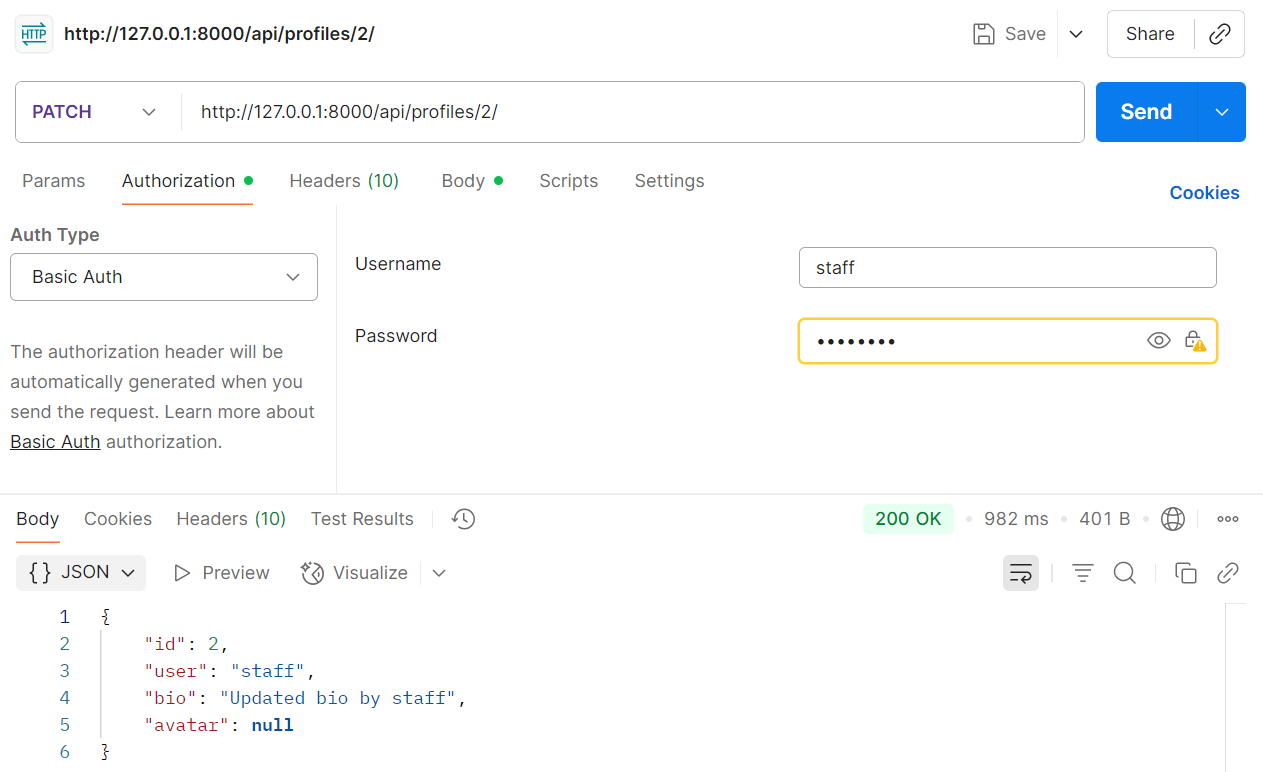 HTTP http://127.0.0.1:8000/api/profiles/2/ Save Share
PATCH http://127.0.0.1:8000/api/profiles/2/ Send
Params Authorization Headers (10) Body Scripts Settings Cookies
Auth Type
Basic Auth
The authorization header will be
automatically generated when you
send the request. Learn more about
Basic Auth authorization.
Username staff
Password ••••••••
Body Cookies Headers (10) Test Results 200 OK • 982 ms • 401 B •
{} JSON Preview Visualize
1 {
2 "id": 2,
3 "user": "staff",
4 "bio": "Updated bio by staff",
5 "avatar": null
6 }